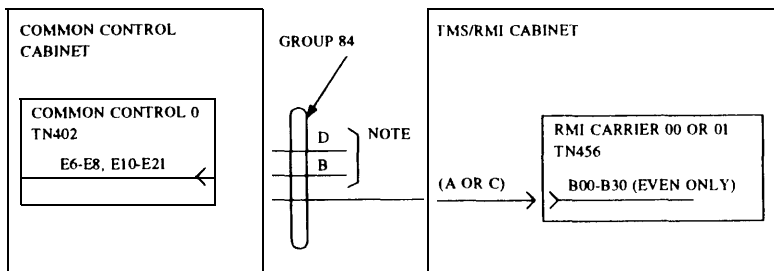 COMMON CONTROL
CABINET
COMMON CONTROL 0
TN402
E6-E8, E10-E21
GROUP 84
D
B
NOTE
TMS/RMI CABINET
(A OR C)
RMI CARRIER 00 OR 01
TN456
B00-B30 (EVEN ONLY)